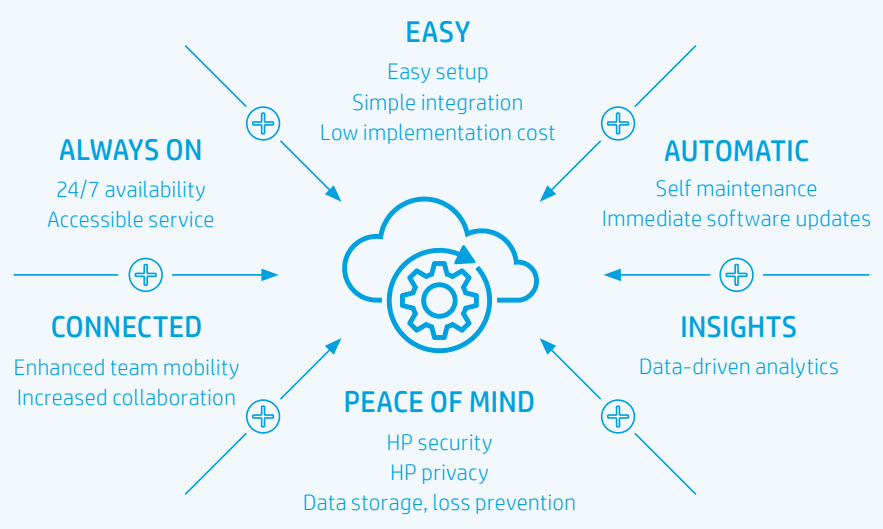 EASY
Easy setup
Simple integration
Low implementation cost
ALWAYS ON
24/7 availability
Accessible service
AUTOMATIC
Self maintenance
Immediate software updates
CONNECTED
Enhanced team mobility
Increased collaboration
INSIGHTS
Data-driven analytics
PEACE OF MIND
HP security
HP privacy
Data storage, loss prevention